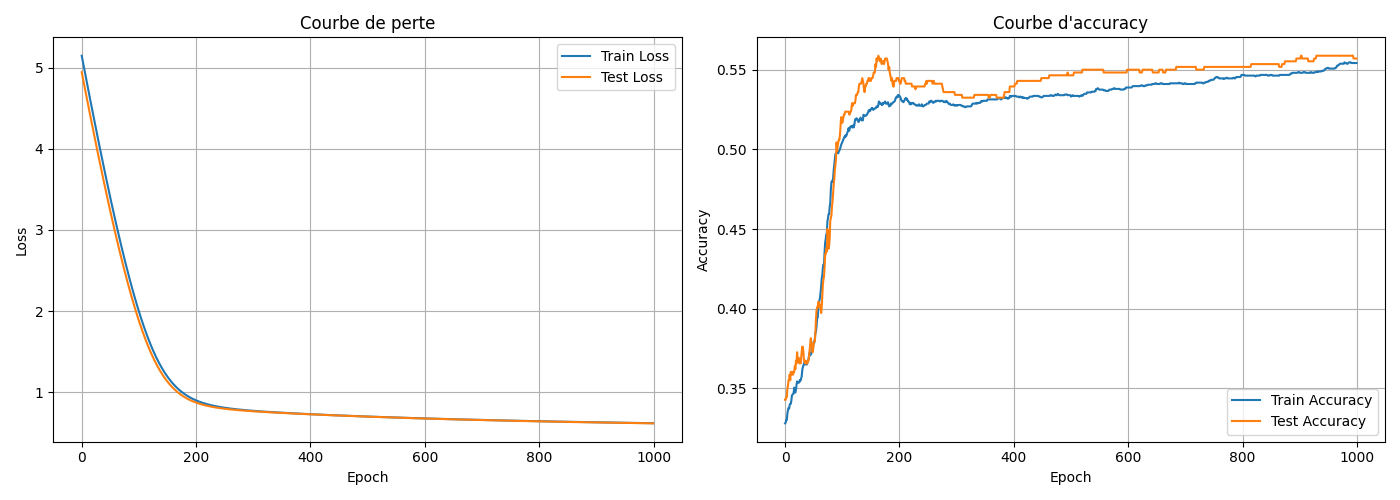 Courbe de perte
Train Loss
Test Loss
5
4
3
2
1
Loss
0
200
400
600
800
1000
Epoch
Courbe d'accuracy
0.55
0.50
0.45
0.40
0.35
Accuracy
Train Accuracy
Test Accuracy
0
200
400
600
800
1000
Epoch